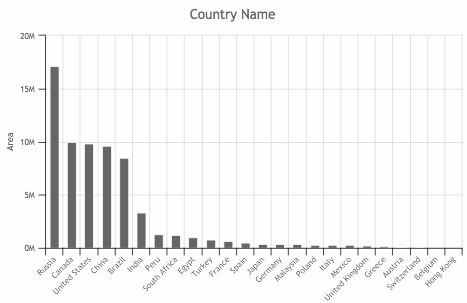 Country Name
20M
15M
10M
5M
0M
Area
Russia
Canada
United States
China
Brazil
India
Peru
South Africa
Egypt
Turkey
France
Spain
Japan
Germany
Malaysia
Poland
Italy
Mexico
United Kingdom
Greece
Austria
Switzerland
Belgium
Hong Kong